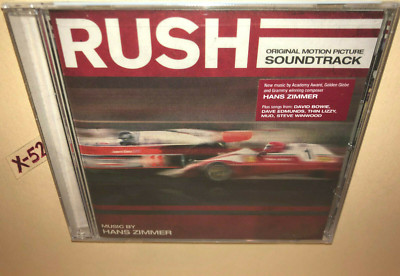 RUSH
ORIGINAL MOTION PICTURE
SOUNDTRACK
New music by Academy Award, Golden Globe
and Grammy winning composer
HANS ZIMMER
Plus songs from: DAVID BOWIE,
DAVE EDMUNDS, THIN LIZZY,
MUD, STEVE WINWOOD
X-52
1
MUSIC BY
HANS ZIMMER